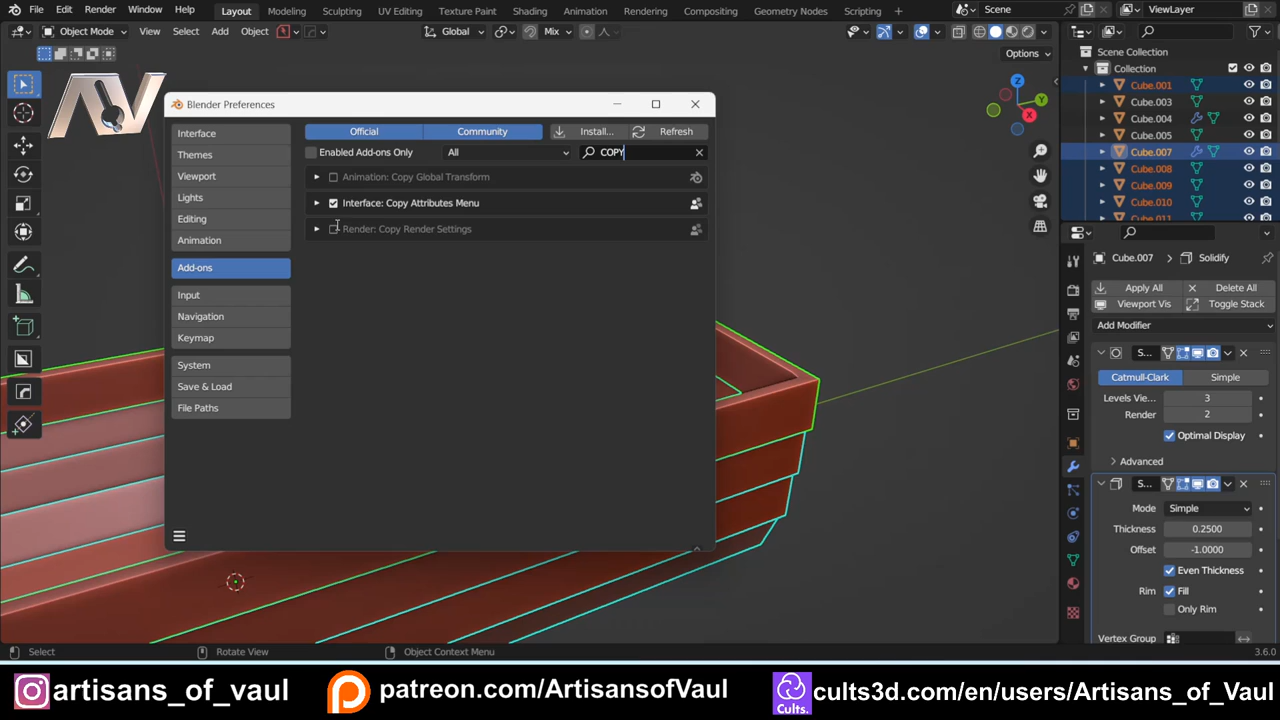 File Edit Render Window Help Layout Modeling Sculpting UV Editing Texture Paint Shading Animation Rendering Compositing Geometry Nodes Scripting + Scene ViewLayer
Object Mode View Select Add Object Global Mix
Options
AV
Blender Preferences
Interface
Themes
Viewport
Lights
Editing
Animation
Add-ons
Input
Navigation
Keymap
System
Save & Load
File Paths
Official Community Install... Refresh
Enabled Add-ons Only All COPY
Animation: Copy Global Transform
Interface: Copy Attributes Menu
Render: Copy Render Settings
X Y Z
Scene Collection
Collection
Cube.001
Cube.003
Cube.004
Cube.005
Cube.007
Cube.008
Cube.009
Cube.010
Cube.011
Cube.007 > Solidify
Apply All Delete All
Viewport Vis Toggle Stack
Add Modifier
S...
Catmull-Clark Simple
Levels Vie... 3
Render 2
Optimal Display
Advanced
S...
Mode Simple
Thickness 0.2500
Offset -1.0000
Even Thickness
Rim Fill
Only Rim
Vertex Group
Select Rotate View Object Context Menu 3.6.0
artisans_of_vaul patreon.com/ArtisansofVaul Cults. cults3d.com/en/users/Artisans_of_Vaul